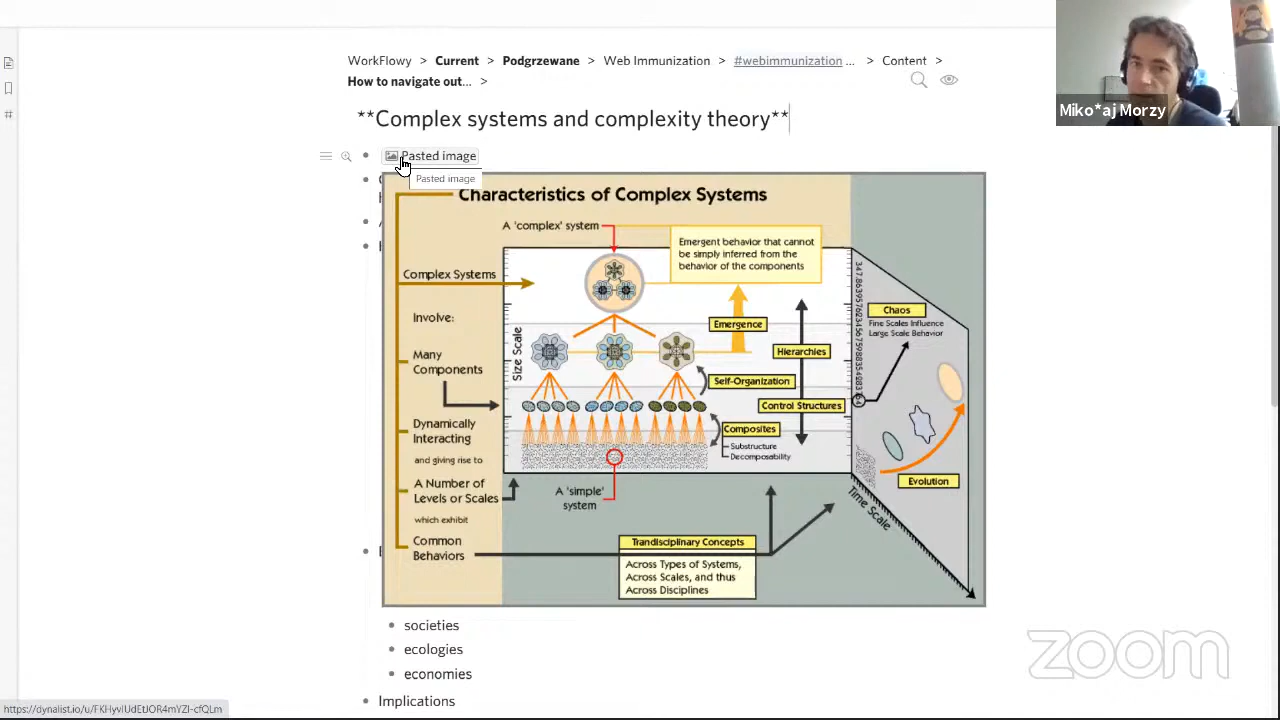 WorkFlowy > Current > Podgrzewane > Web Immunization > #webimmunization ... > Content >
How to navigate out... >
Miko*aj Morzy
**Complex systems and complexity theory**
Pasted image
Pasted image
Characteristics of Complex Systems
A 'complex' system
Emergent behavior that cannot
be simply inferred from the
behavior of the components
Complex Systems
Involve:
Many
Components
Dynamically
Interacting
and giving rise to
A Number of
Levels or Scales
which exhibit
Common
Behaviors
Size Scale
Emergence
Hierarchies
Self-Organization
Control Structures
Composites
Substructure
Decomposability
A 'simple'
system
Chaos
Fine Scales Influence
Large Scale Behavior
Evolution
Time Scale
Trandisciplinary Concepts
Across Types of Systems,
Across Scales, and thus
Across Disciplines
societies
ecologies
economies
Implications
zoom